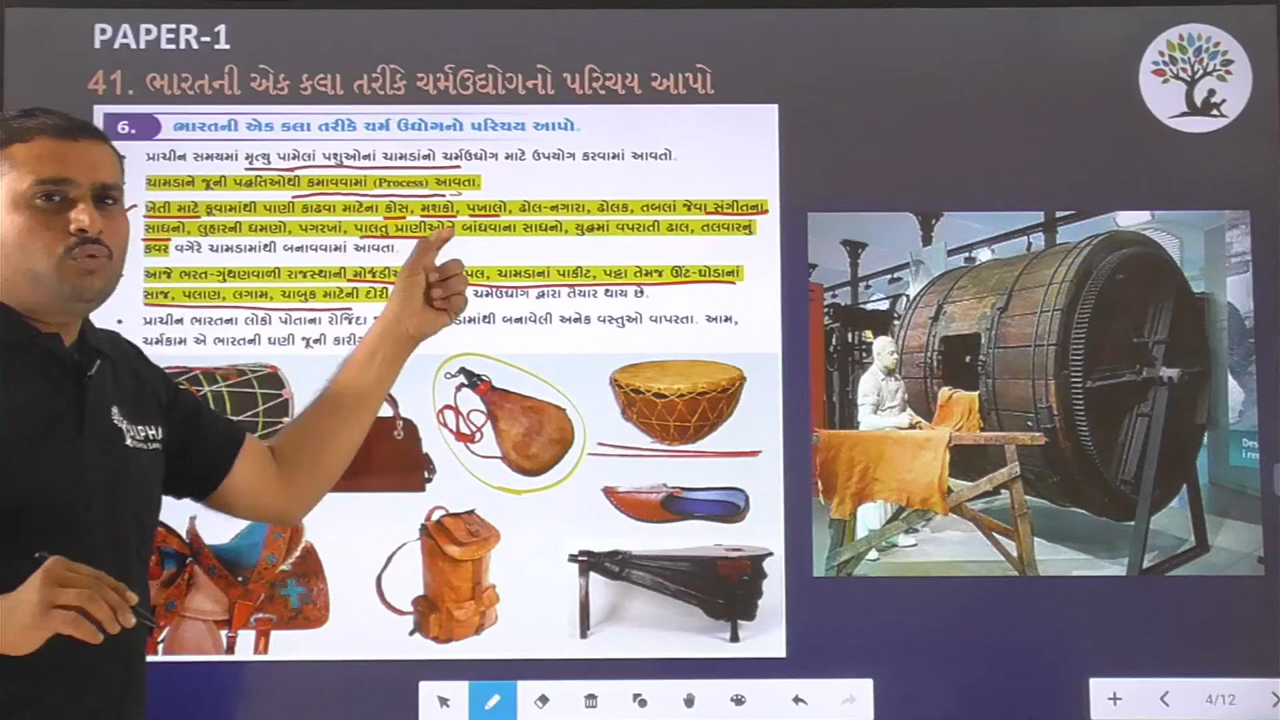 PAPER-1
41. ભારતની એક કલા તરીકે ચર્મઉદ્યોગનો પરિચય આપો
6. ભારતની એક કલા તરીકે ચર્મ ઉદ્યોગનો પરિચય આપો.
પ્રાચીન સમયમાં મૃત્યુ પામેલાં પશુઓનાં ચામડાંનો ચર્મઉદ્યોગ માટે ઉપયોગ કરવામાં આવતો.
ચામડાને જૂની પદ્ધતિઓથી કમાવવામાં (Process) આવતા.
ખેતી માટે કૂવામાંથી પાણી કાઢવા માટેના કોસ, મશકો, પખાલો, ઢોલ-નગારા, ઢોલક, તબલાં જેવા સંગીતના
સાધનો, લુહારની ધમણો, પગરખાં, પાલતુ પ્રાણીઓને બાંધવાના સાધનો, યુદ્ધમાં વપરાતી ઢાલ, તલવારનું
કવર વગેરે ચામડામાંથી બનાવવામાં આવતા.
આજે ભરત-ગુંથણવાળી રાજસ્થાની મોજડી પલ, ચામડાનાં પાકીટ, પટ્ટા તેમજ ઊંટ-ઘોડાનાં
સાજ, પલાણ, લગામ, ચાબુક માટેની દોરી ચર્મઉદ્યોગ દ્વારા તૈયાર થાય છે.
• પ્રાચીન ભારતના લોકો પોતાના રોજિંદા ડામાંથી બનાવેલી અનેક વસ્તુઓ વાપરતા. આમ,
ચર્મકામ એ ભારતની ઘણી જૂની કારી
4/12